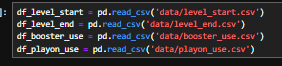 ]: df_level_start = pd.read_csv('data/level_start.csv')
df_level_end = pd.read_csv('data/level_end.csv')
df_booster_use = pd.read_csv('data/booster_use.csv')
df_playon_use = pd.read_csv('data/playon_use.csv')